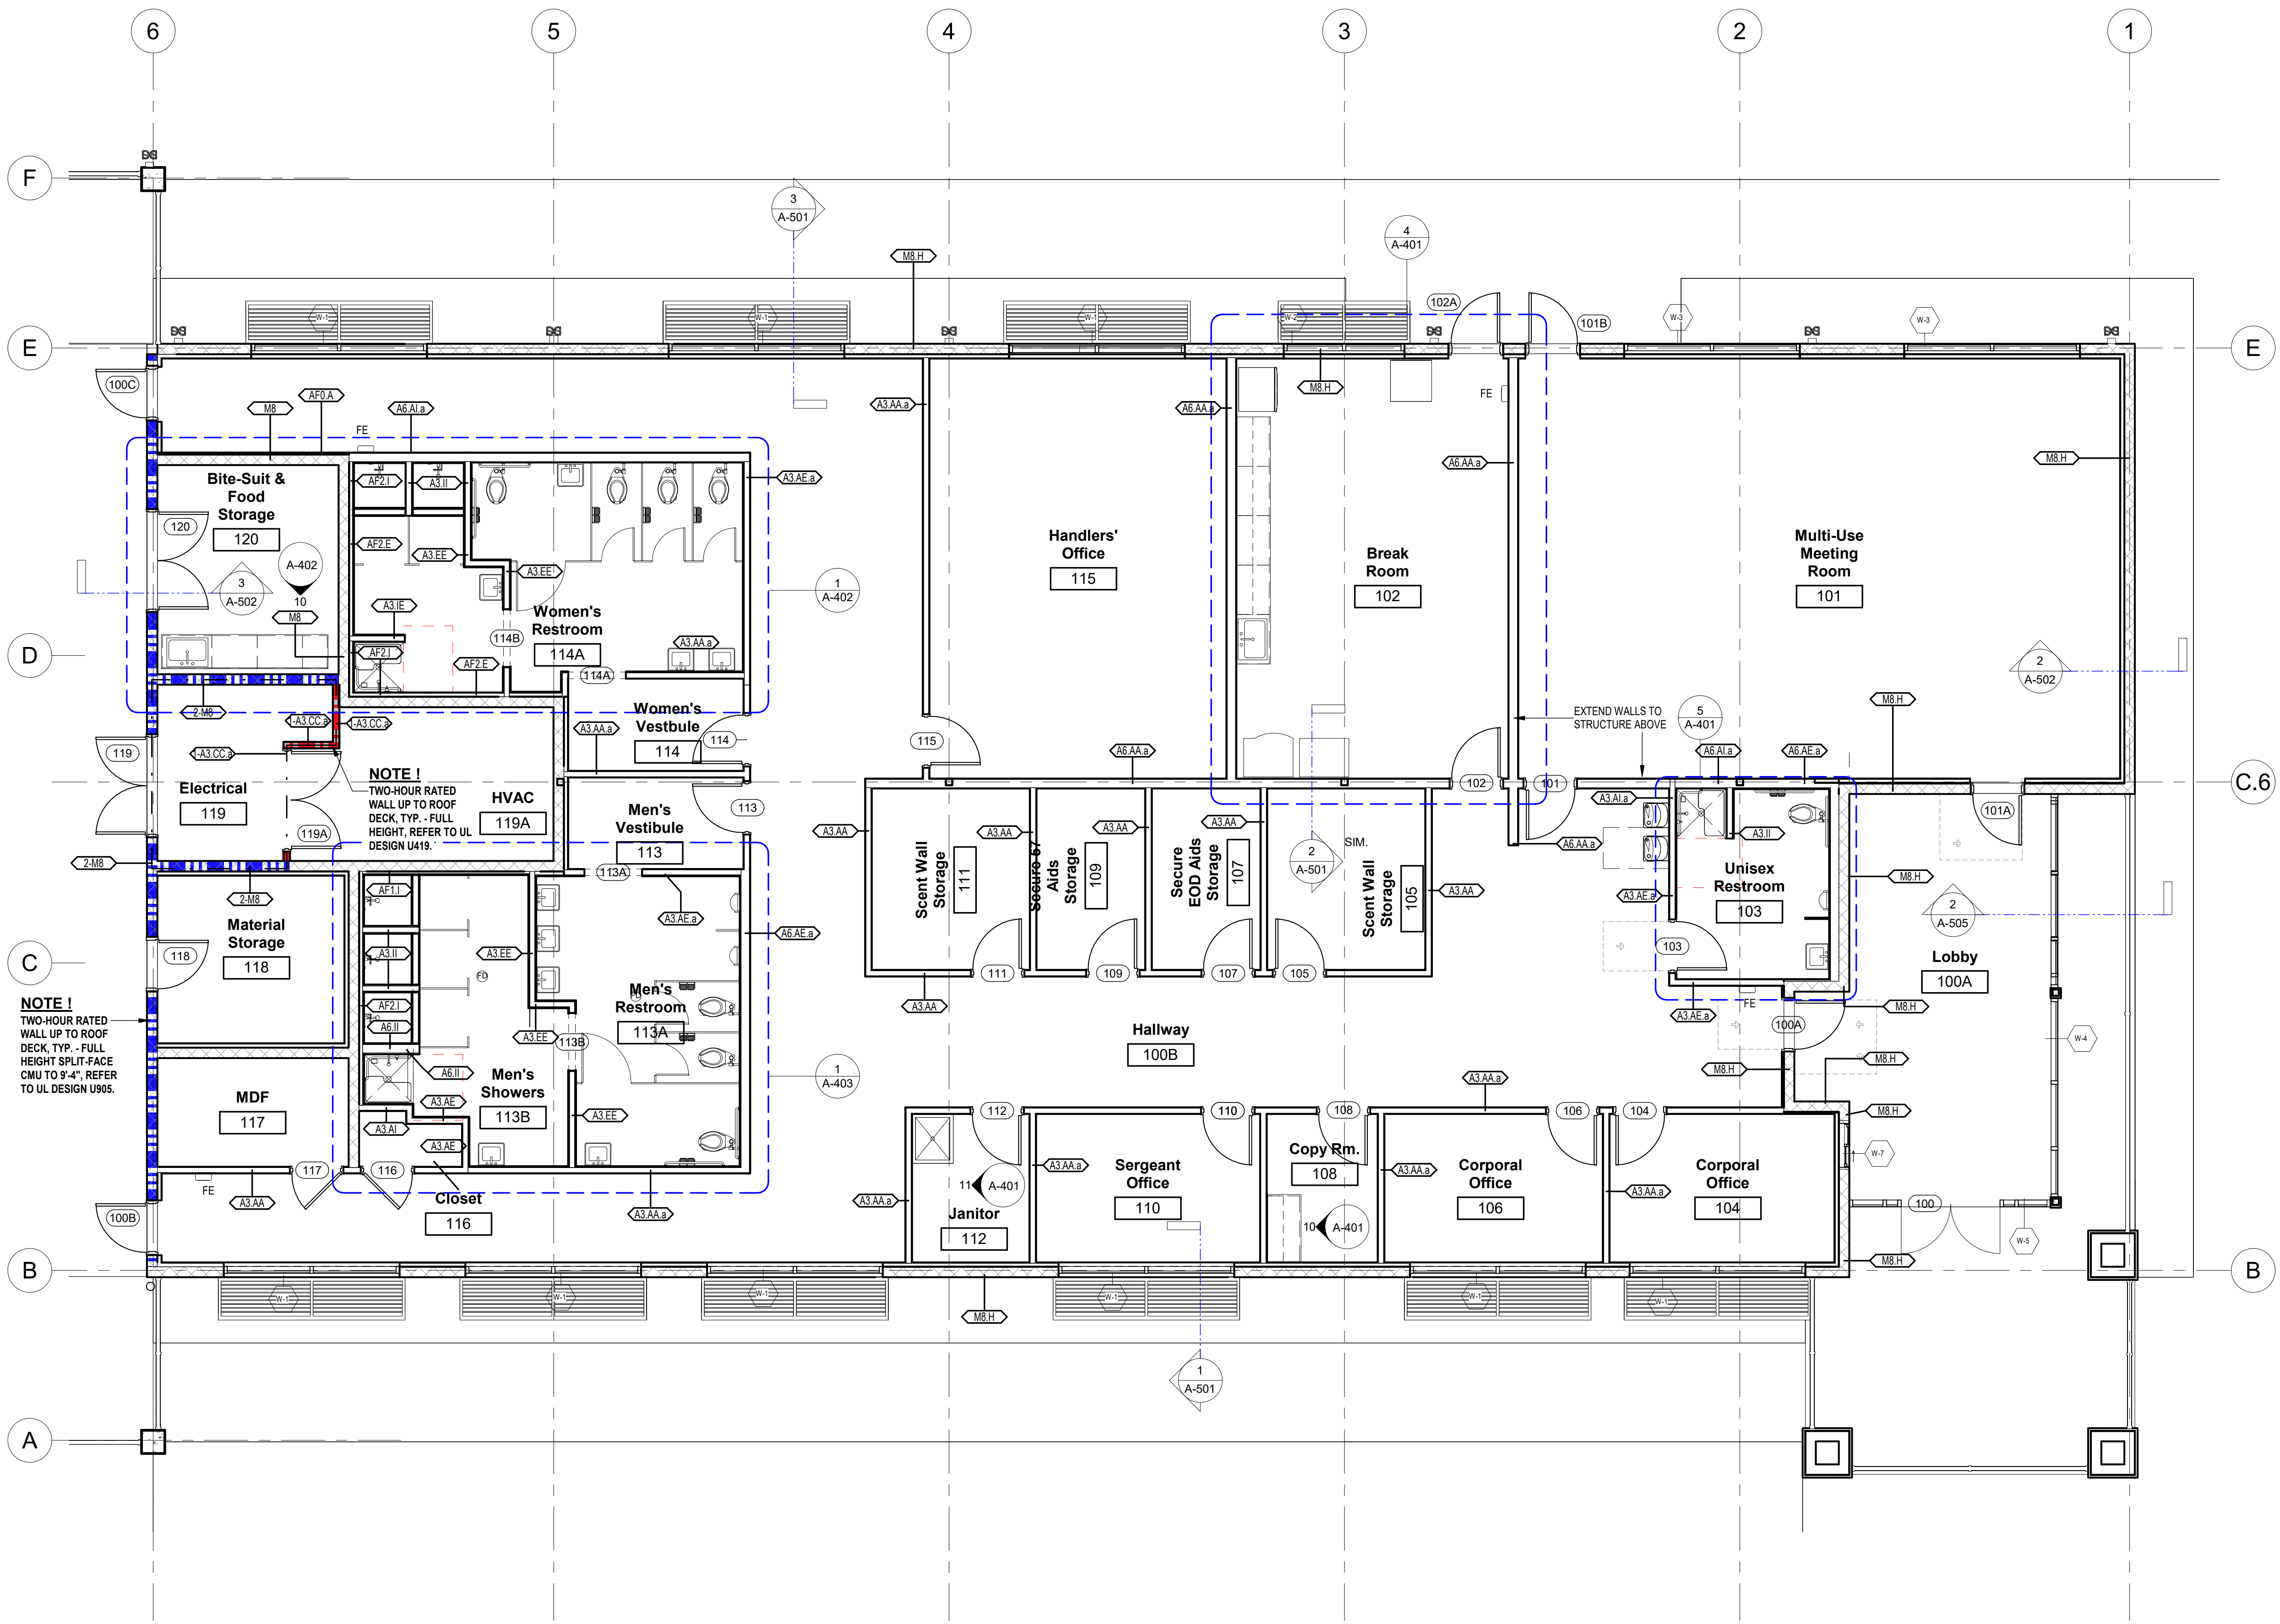 6
5
4
3
2
1
F
3
A-501
4
A-401
M8.H
102A
101B
W-1
W-1
W-1
W-2
W-3
W-3
E
E
100C
M8
AF0.A
A6.AI.a
FE
A3.AA.a
A6.AA.a
M8.H
FE
A6.AA.a
M8.H
A3.AE.a
Bite-Suit &
Food
Storage
120
120
AF2.I
A3.II
AF2.E
A3.EE
A3.EE
A-402
10
3
A-502
M8
A3.IE
AF2.I
AF2.E
114B
Women's
Restroom
114A
A3.AA.a
114A
1
A-402
Handlers'
Office
115
Break
Room
102
Multi-Use
Meeting
Room
101
2
A-502
D
2-M8
-A3.CC.a
-A3.CC.a
-A3.CC.a
Women's
Vestbule
114
114
A3.AA.a
115
A6.AA.a
EXTEND WALLS TO
STRUCTURE ABOVE
5
A-401
M8.H
A6.AI.a
A6.AE.a
119
Electrical
119
119A
NOTE !
TWO-HOUR RATED
WALL UP TO ROOF
DECK, TYP. - FULL
HEIGHT, REFER TO UL
DESIGN U419.
HVAC
119A
Men's
Vestibule
113
113
113A
102
101
C.6
A3.AI.a
A3.II
101A
2-M8
2-M8
A3.AA
Scent Wall
Storage
111
A3.AA
Secure 57
Aids
Storage
109
A3.AA
Secure
EOD Aids
Storage
107
A3.AA
2
A-501
SIM.
Scent Wall
Storage
105
A3.AA
A6.AA.a
A3.AE.a
Unisex
Restroom
103
103
M8.H
2
A-505
Lobby
100A
AF1.I
A3.II
A3.EE
FD
A3.AE.a
A6.AE.a
Material
Storage
118
118
C
NOTE !
TWO-HOUR RATED
WALL UP TO ROOF
DECK, TYP. - FULL
HEIGHT SPLIT-FACE
CMU TO 9'-4", REFER
TO UL DESIGN U905.
AF2.I
A6.II
A6.II
A3.EE
113B
FD
Men's
Restroom
113A
1
A-403
111
109
107
105
A3.AA
Hallway
100B
A3.AE.a
FE
100A
M8.H
M8.H
M8.H
W-4
MDF
117
Men's
Showers
113B
A3.AE
A3.AI
A3.AE
A3.EE
117
116
Closet
116
FE
A3.AA
A3.AA.a
100B
112
110
108
A3.AA.a
106
104
M8.H
W-7
A3.AA.a
11
A-401
Janitor
112
A3.AA.a
Sergeant
Office
110
Copy Rm.
108
10
A-401
A3.AA.a
Corporal
Office
106
A3.AA.a
Corporal
Office
104
100
W-5
M8.H
B
B
W-1
W-1
W-1
M8.H
W-1
W-1
W-1
1
A-501
A